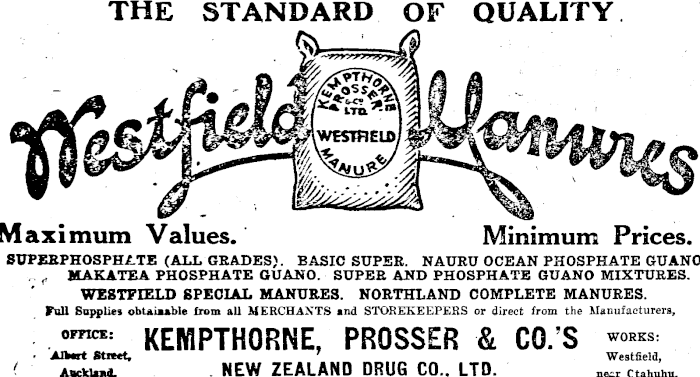 THE STANDARD OF QUALITY.
Westfield Manures
KEMPTHORNE
PROSSER
& CO.
LTD.
WESTFIELD
MANURE
Maximum Values. Minimum Prices.
SUPERPHOSPHATE (ALL GRADES). BASIC SUPER. NAURU OCEAN PHOSPHATE GUANO
MAKATEA PHOSPHATE GUANO. SUPER AND PHOSPHATE GUANO MIXTURES.
WESTFIELD SPECIAL MANURES. NORTHLAND COMPLETE MANURES.
Full Supplies obtainable from all MERCHANTS and STOREKEEPERS or direct from the Manufacturers,
OFFICE:
Albert Street,
Auckland.
KEMPTHORNE, PROSSER & CO.'S
NEW ZEALAND DRUG CO., LTD.
WORKS:
Westfield,
near Otahuhu.